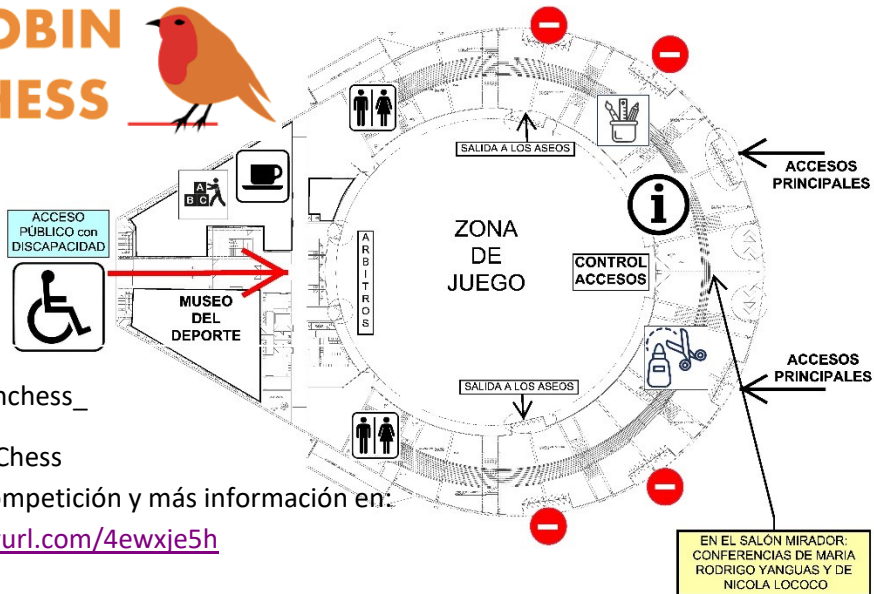 OBIN
HESS
SALIDA A LOS ASEOS
ACCESOS
PRINCIPALES
A
B C
ACCESO
PÚBLICO con
DISCAPACIDAD
i
ZONA
DE
JUEGO
CONTROL
ACCESOS
ARBITROS
MUSEO
DEL
DEPORTE
ACCESOS
PRINCIPALES
SALIDA A LOS ASEOS
nchess_
Chess
ompetición y más información en:
url.com/4ewxje5h
EN EL SALÓN MIRADOR:
CONFERENCIAS DE MARIA
RODRIGO YANGUAS Y DE
NICOLA LOCOCO